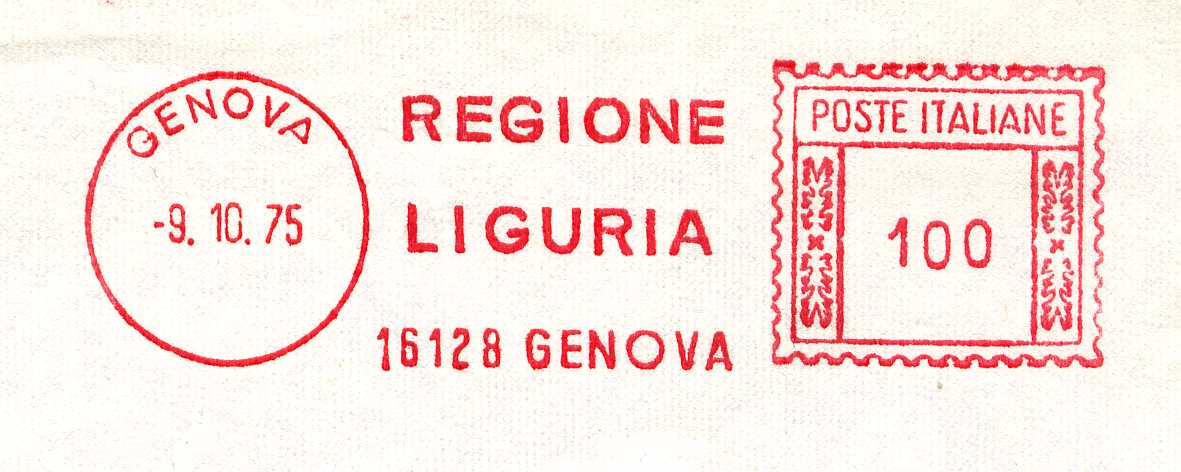 GENOVA
-9. 10. 75
REGIONE
LIGURIA
16128 GENOVA
POSTE ITALIANE
100